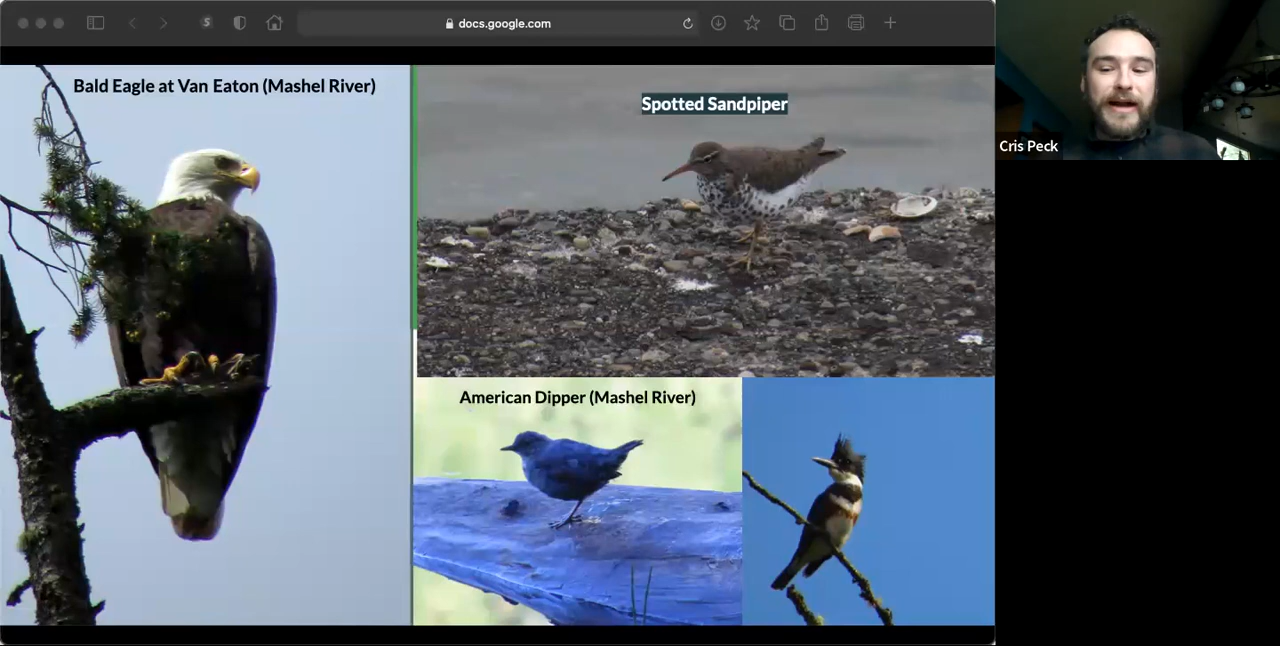 docs.google.com
Bald Eagle at Van Eaton (Mashel River)
Spotted Sandpiper
Cris Peck
American Dipper (Mashel River)